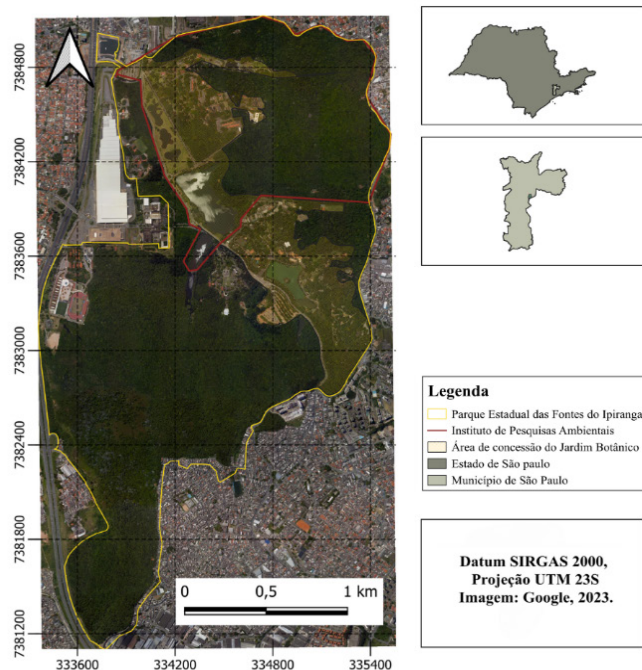 7384800
7384200
7383600
7383000
7382400
7381800
7381200
333600
334200
334800
335400
0
0,5
1 km
Legenda
Parque Estadual das Fontes do Ipiranga
Instituto de Pesquisas Ambientais
Área de concessão do Jardim Botânico
Estado de São paulo
Município de São Paulo
Datum SIRGAS 2000,
Projeção UTM 23S
Imagem: Google, 2023.